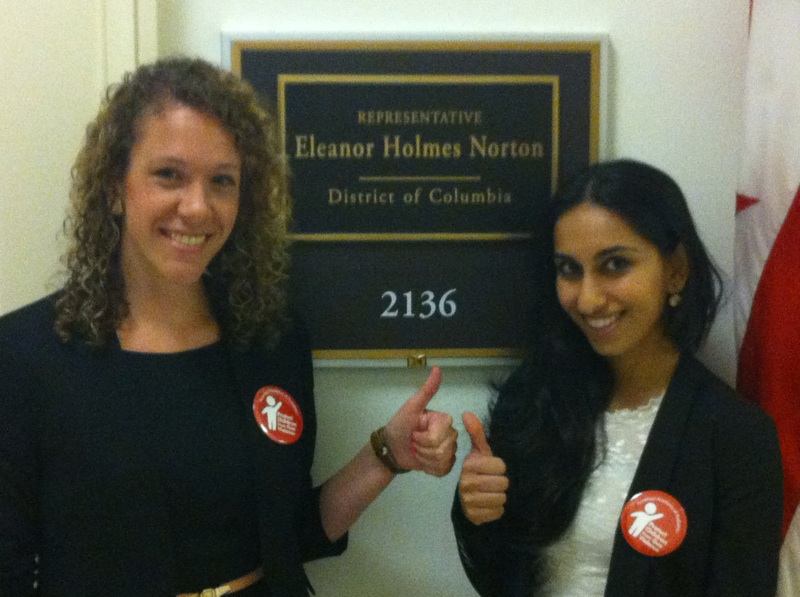 REPRESENTATIVE
Eleanor Holmes Norton
District of Columbia
2136